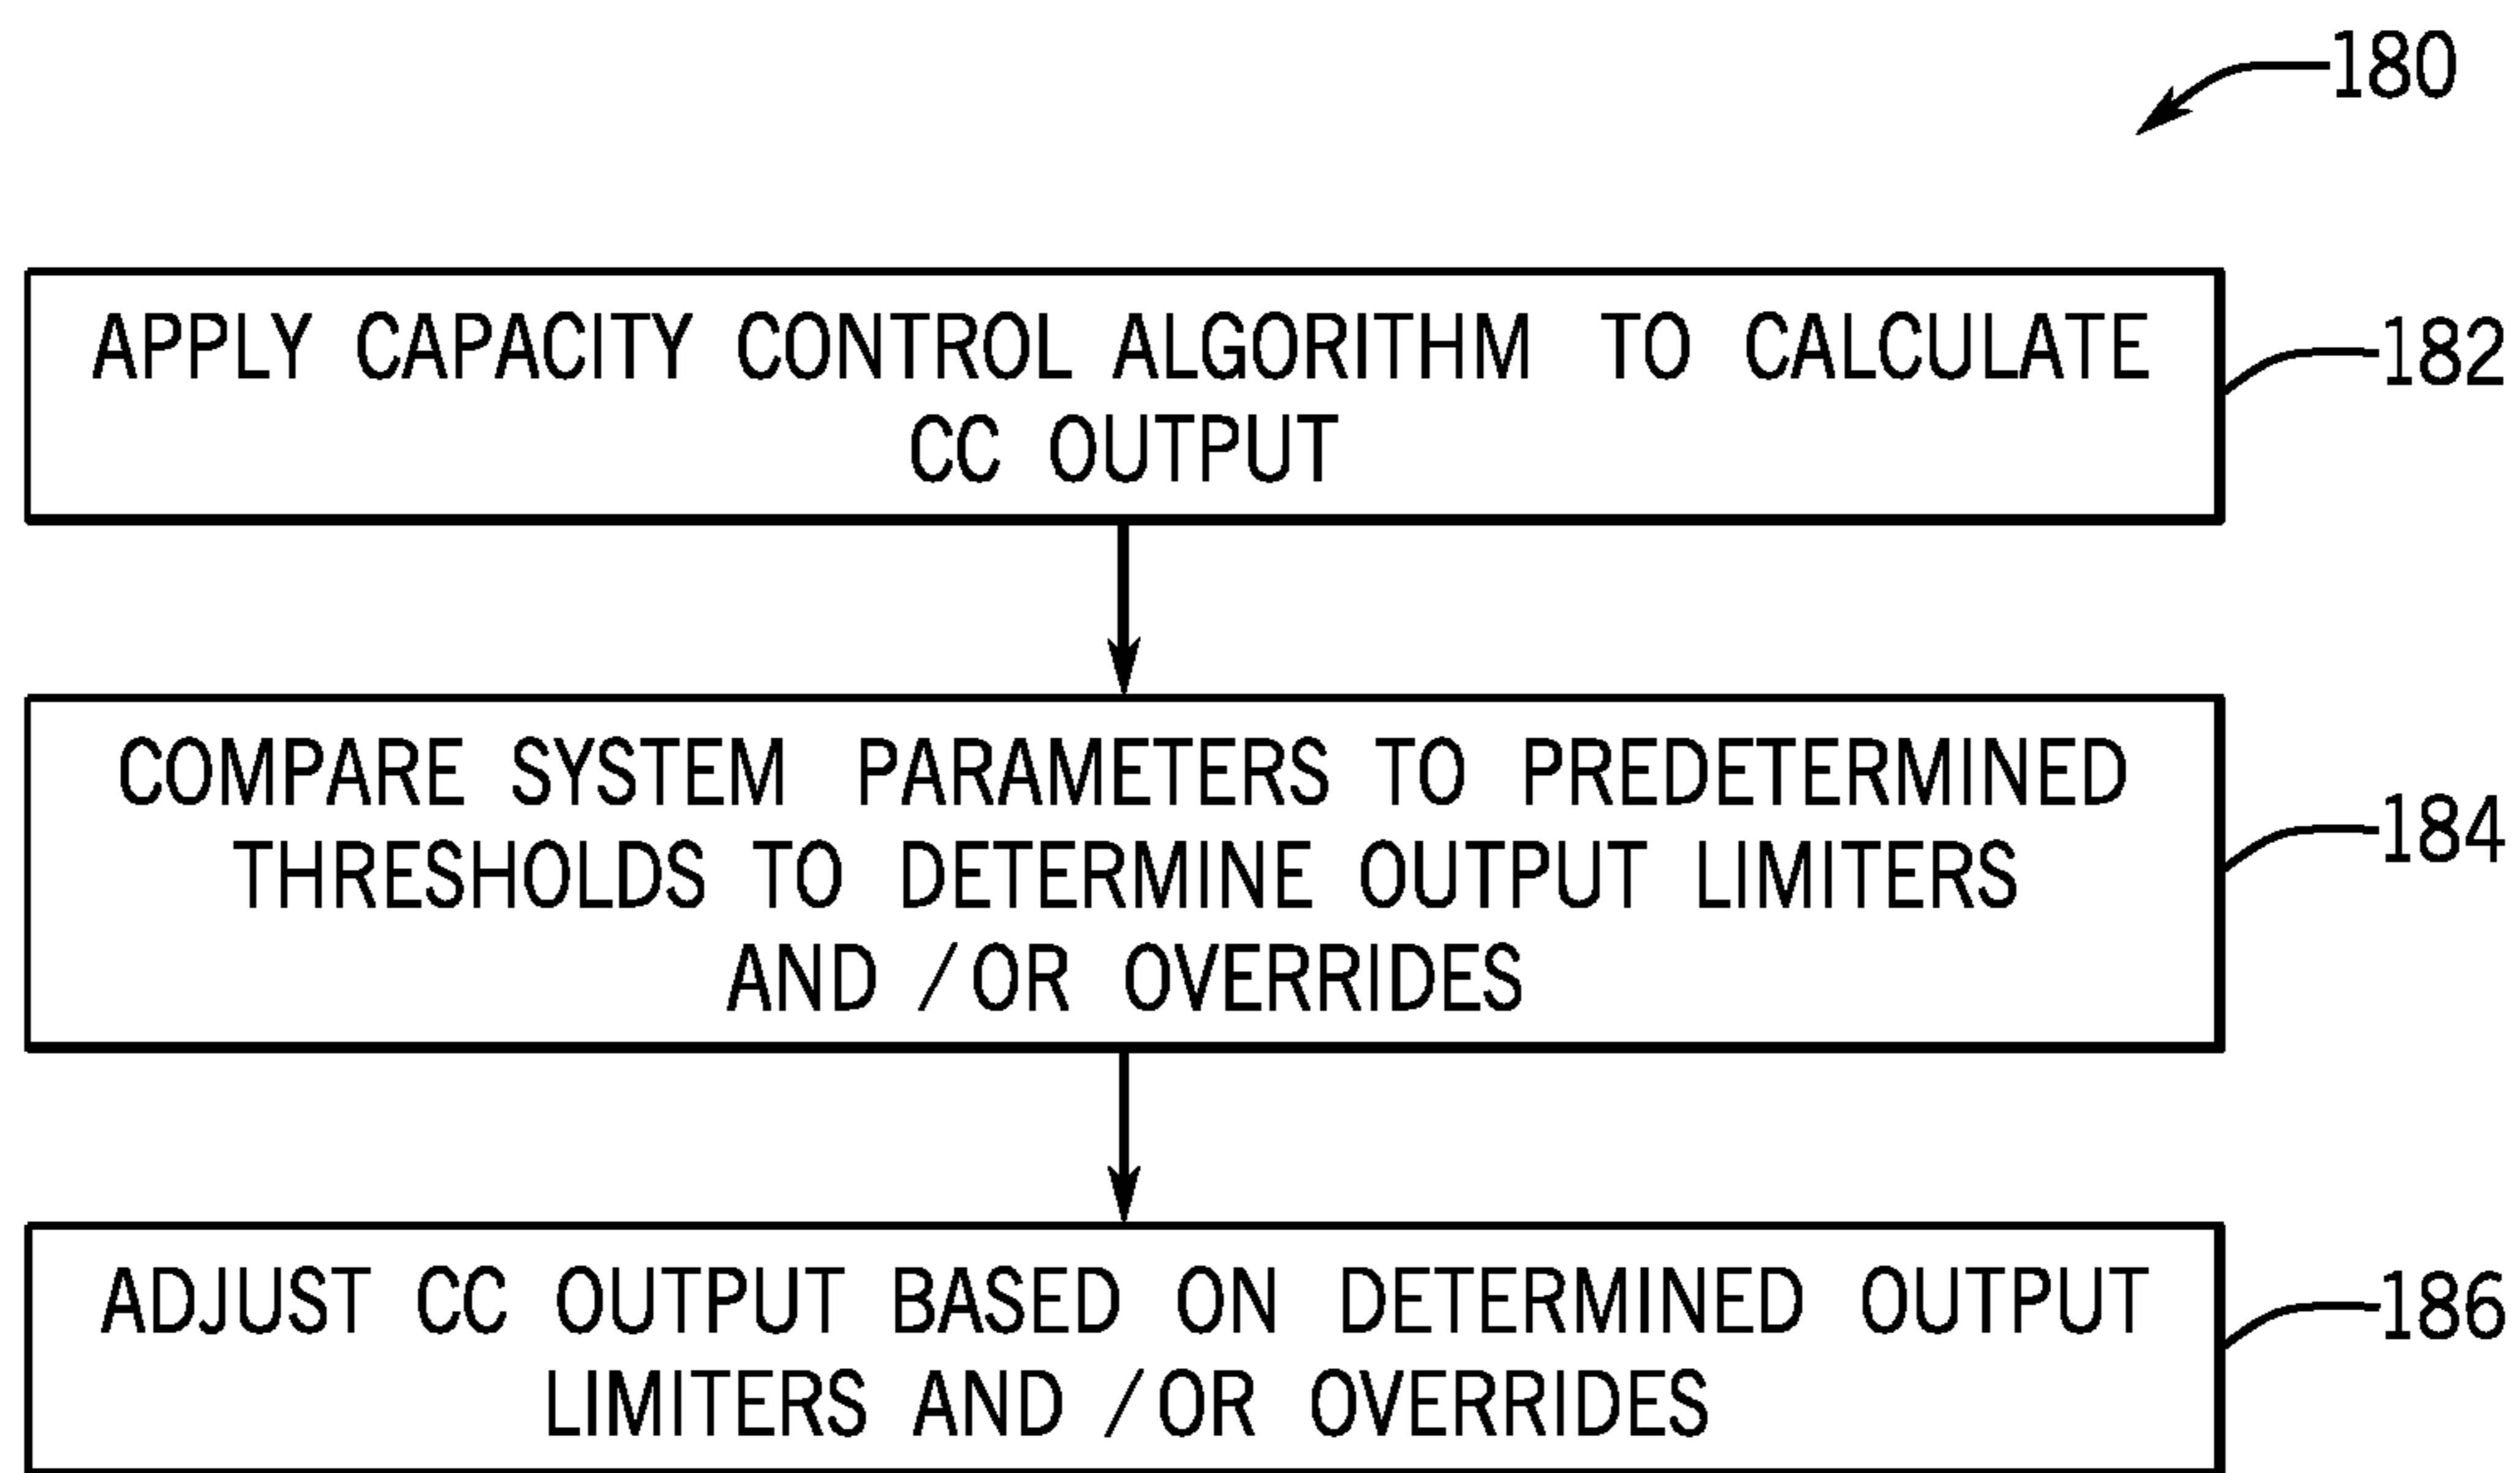 180
APPLY CAPACITY CONTROL ALGORITHM TO CALCULATE
CC OUTPUT
182
COMPARE SYSTEM PARAMETERS TO PREDETERMINED
THRESHOLDS TO DETERMINE OUTPUT LIMITERS
AND /OR OVERRIDES
184
ADJUST CC OUTPUT BASED ON DETERMINED OUTPUT
LIMITERS AND /OR OVERRIDES
186